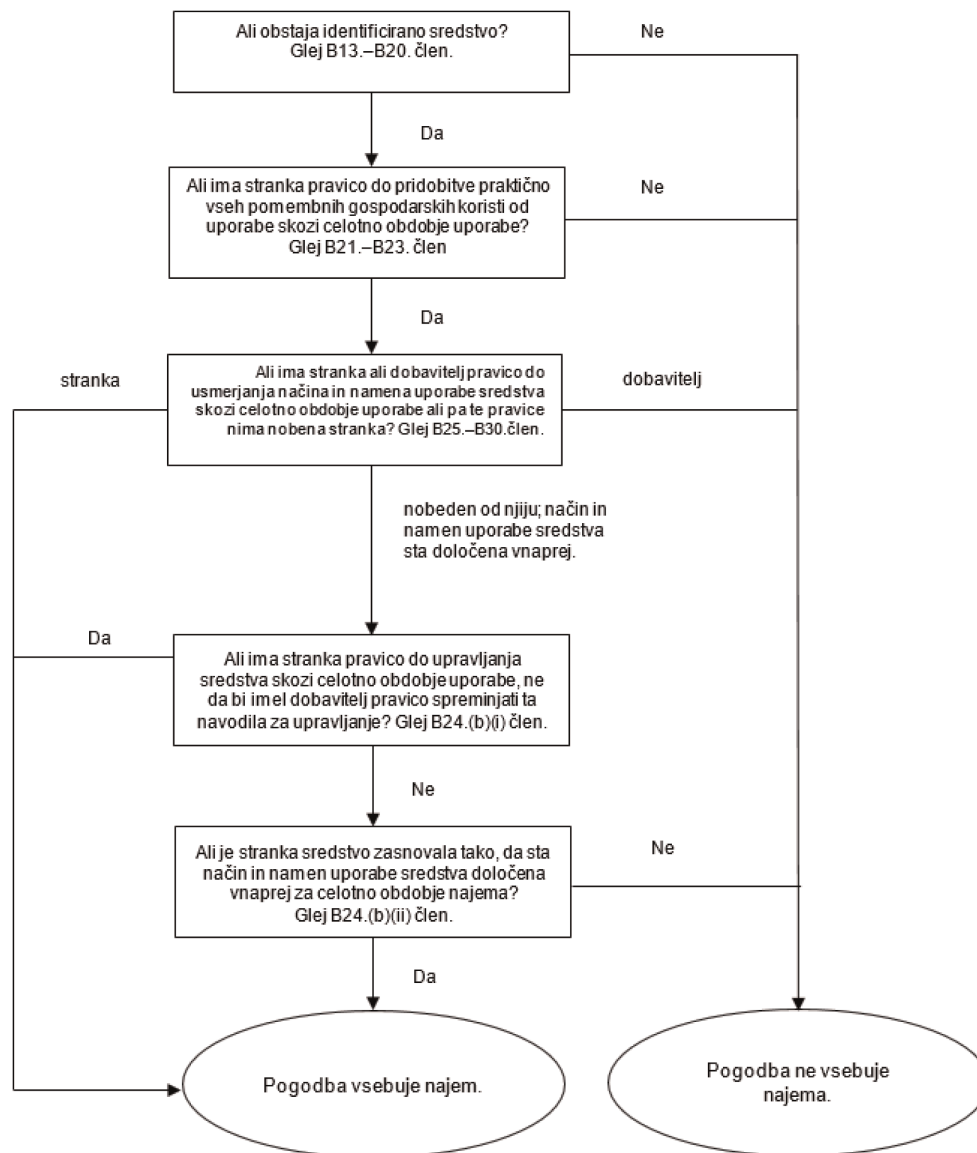 Ali obstaja identificirano sredstvo?
Glej B13.–B20. člen.
Ne
Da
Ali ima stranka pravico do pridobitve praktično
vseh pomembnih gospodarskih koristi od
uporabe skozi celotno obdobje uporabe?
Glej B21.–B23. člen
Ne
Da
stranka
Ali ima stranka ali dobavitelj pravico do
usmerjanja načina in namena uporabe sredstva
skozi celotno obdobje uporabe ali pa te pravice
nima nobena stranka? Glej B25.–B30.člen.
dobavitelj
nobeden od njiju; način in
namen uporabe sredstva
sta določena vnaprej.
Da
Ali ima stranka pravico do upravljanja
sredstva skozi celotno obdobje uporabe, ne
da bi imel dobavitelj pravico spreminjati ta
navodila za upravljanje? Glej B24.(b)(i) člen.
Ne
Ali je stranka sredstvo zasnovala tako, da sta
način in namen uporabe sredstva določena
vnaprej za celotno obdobje najema?
Glej B24.(b)(ii) člen.
Ne
Da
Pogodba vsebuje najem.
Pogodba ne vsebuje
najema.